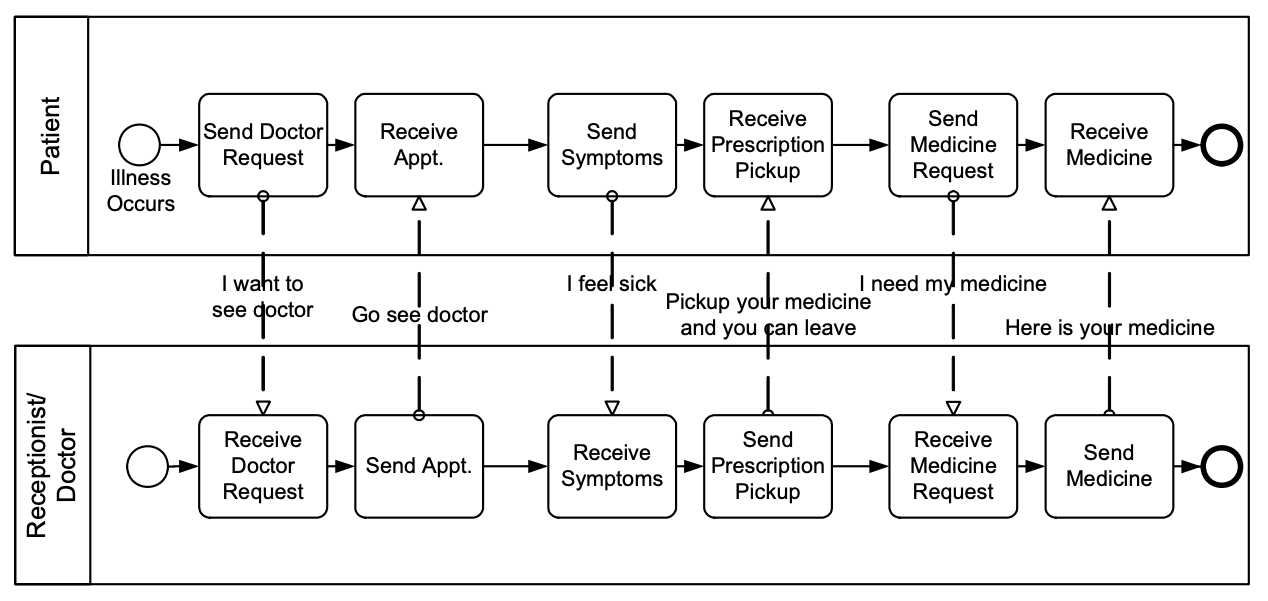 Patient
Illness
Occurs
Send Doctor
Request
Receive
Appt.
Send
Symptoms
Receive
Prescription
Pickup
Send
Medicine
Request
Receive
Medicine
I want to
see doctor
Go see doctor
I feel sick
Pickup your medicine
and you can leave
I need my medicine
Here is your medicine
Receptionist/
Doctor
Receive
Doctor
Request
Send Appt.
Receive
Symptoms
Send
Prescription
Pickup
Receive
Medicine
Request
Send
Medicine